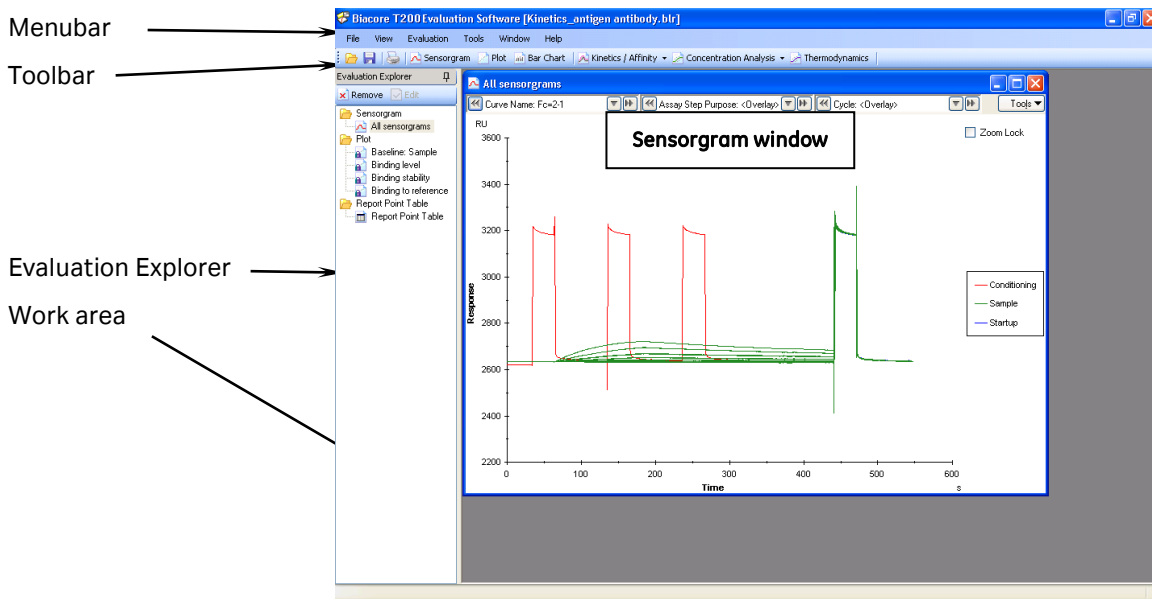 Menubar
Toolbar
Evaluation Explorer
Work area
Biacore T200 Evaluation Software [Kinetics_antigen antibody.blr]
File View Evaluation Tools Window Help
Sensorgram Plot Bar Chart Kinetics / Affinity Concentration Analysis Thermodynamics
Evaluation Explorer
Remove Edit
Sensorgram
All sensorgrams
Plot
Baseline: Sample
Binding level
Binding stability
Binding to reference
Report Point Table
Report Point Table
All sensorgrams
Curve Name: Fc=2-1 Assay Step Purpose: <Overlay> Cycle: <Overlay> Tools
Sensorgram window
Zoom Lock
RU
3600
3400
3200
3000
2800
2600
2400
2200
Response
0 100 200 300 400 500 600
Time s
Conditioning
Sample
Startup